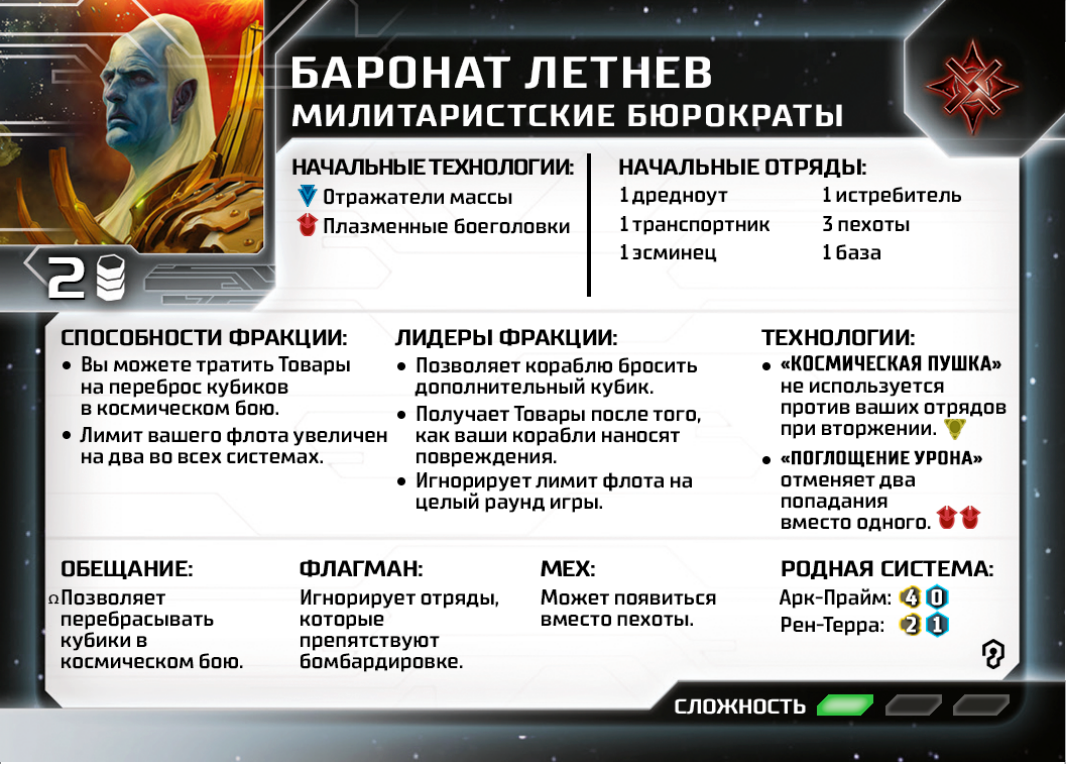 БАРОНАТ ЛЕТНЕВ
МИЛИТАРИСТСКИЕ БЮРОКРАТЫ
2
НАЧАЛЬНЫЕ ТЕХНОЛОГИИ:
Отражатели массы
Плазменные боеголовки
НАЧАЛЬНЫЕ ОТРЯДЫ:
1 дредноут
1 транспортник
1 эсминец
1 истребитель
3 пехоты
1 база
СПОСОБНОСТИ ФРАКЦИИ:
• Вы можете тратить Товары
на переброс кубиков
в космическом бою.
• Лимит вашего флота увеличен
на два во всех системах.
ЛИДЕРЫ ФРАКЦИИ:
• Позволяет кораблю бросить
дополнительный кубик.
• Получает Товары после того,
как ваши корабли наносят
повреждения.
• Игнорирует лимит флота на
целый раунд игры.
ТЕХНОЛОГИИ:
• «КОСМИЧЕСКАЯ ПУШКА»
не используется
против ваших отрядов
при вторжении.
• «ПОГЛОЩЕНИЕ УРОНА»
отменяет два
попадания
вместо одного.
ОБЕЩАНИЕ:
ΩПозволяет
перебрасывать
кубики в
космическом бою.
ФЛАГМАН:
Игнорирует отряды,
которые
препятствуют
бомбардировке.
МЕХ:
Может появиться
вместо пехоты.
РОДНАЯ СИСТЕМА:
Арк-Прайм: 4 0
Рен-Терра: 2 1
СЛОЖНОСТЬ